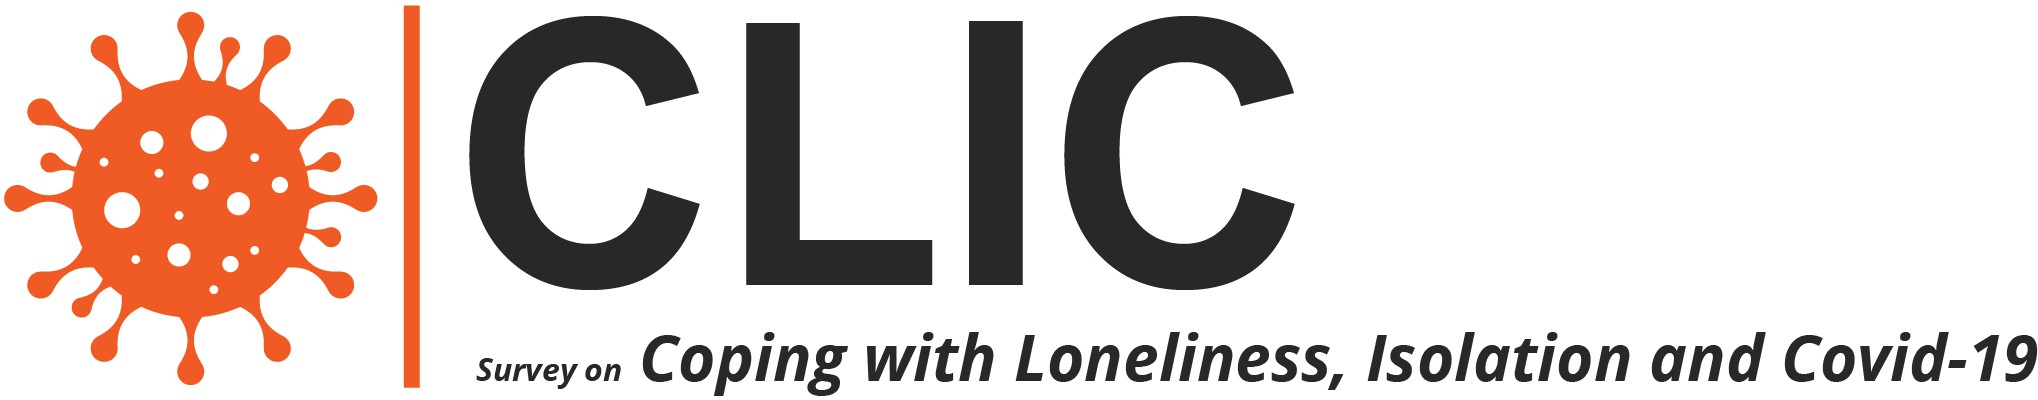 CLIC
Survey on Coping with Loneliness, Isolation and Covid-19